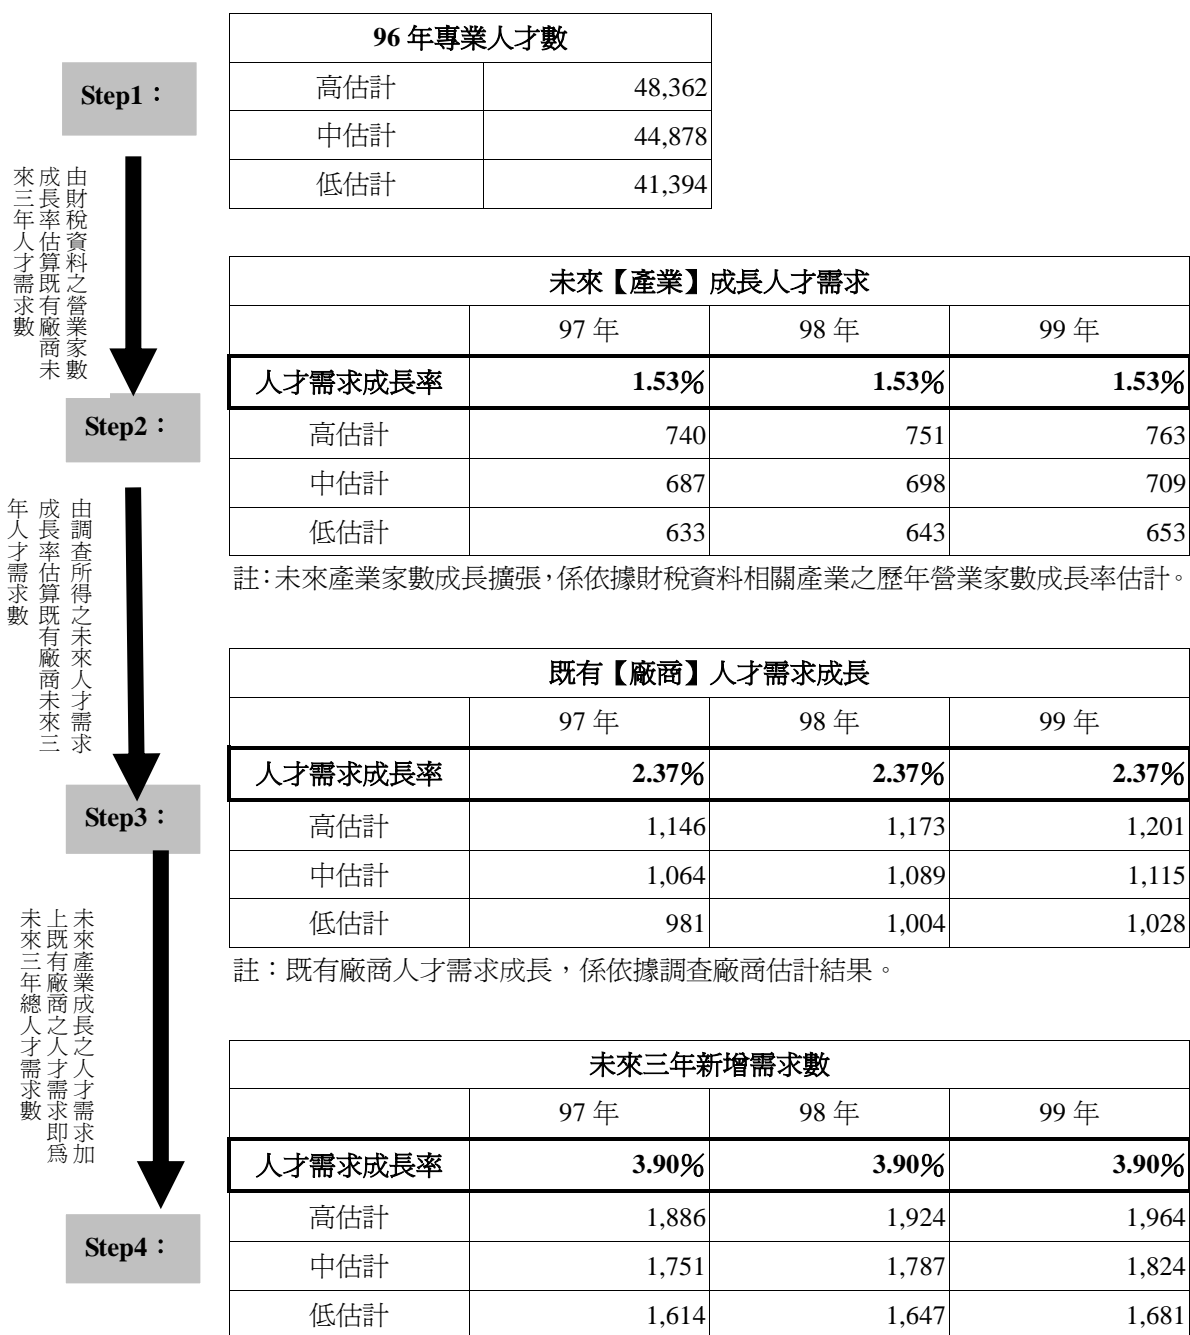 96 年專業人才數
高估計 48,362
中估計 44,878
低估計 41,394
Step1：
由財稅資料之營業家數
成長率估算既有廠商未
來三年人才需求數
未來【產業】成長人才需求
97 年 98 年 99 年
人才需求成長率 1.53% 1.53% 1.53%
高估計 740 751 763
中估計 687 698 709
低估計 633 643 653
註：未來產業家數成長擴張，係依據財稅資料相關產業之歷年營業家數成長率估計。
Step2：
由調查所得之未來人才需求
成長率估算既有廠商未來三
年人才需求數
既有【廠商】人才需求成長
97 年 98 年 99 年
人才需求成長率 2.37% 2.37% 2.37%
高估計 1,146 1,173 1,201
中估計 1,064 1,089 1,115
低估計 981 1,004 1,028
註：既有廠商人才需求成長，係依據調查廠商估計結果。
Step3：
未來產業成長之人才需求加
上既有廠商之人才需求即為
未來三年總人才需求數
未來三年新增需求數
97 年 98 年 99 年
人才需求成長率 3.90% 3.90% 3.90%
高估計 1,886 1,924 1,964
中估計 1,751 1,787 1,824
低估計 1,614 1,647 1,681
Step4：